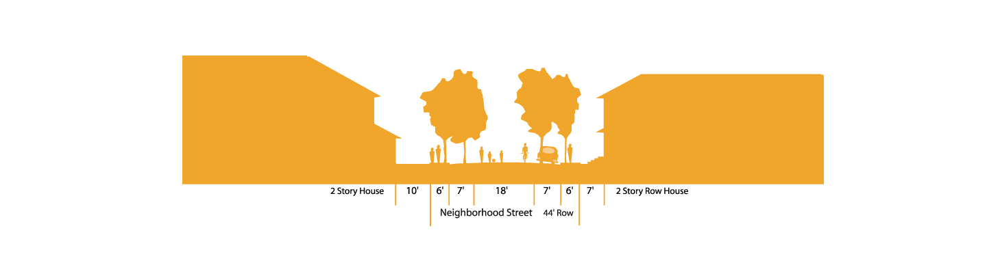 2 Story House 10' 6' 7' 18' 7' 6' 7' 2 Story Row House
Neighborhood Street 44' Row